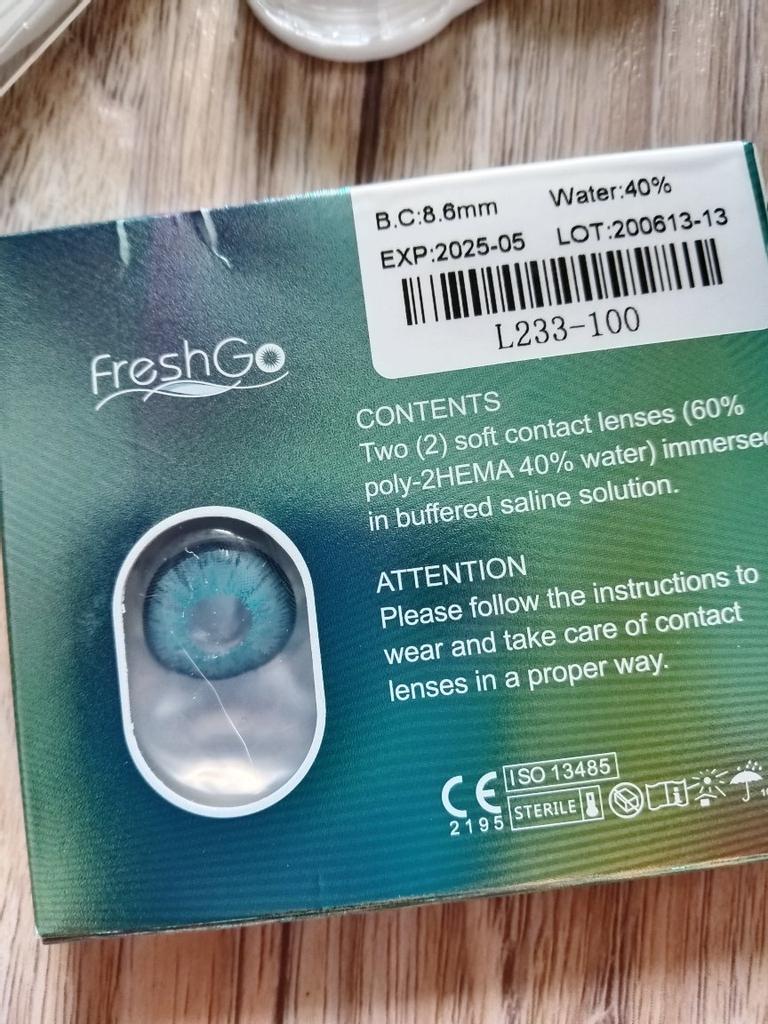 B.C:8.6mm Water:40%
EXP:2025-05 LOT:200613-13
L233-100
FreshGo
CONTENTS
Two (2) soft contact lenses (60%
poly-2HEMA 40% water) immersed
in buffered saline solution.
ATTENTION
Please follow the instructions to
wear and take care of contact
lenses in a proper way.
CE ISO 13485
2195 STERILE